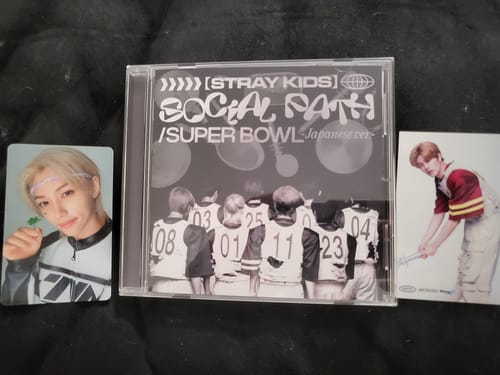 [STRAY KIDS]
SOCIAL PATH
/SUPER BOWL -Japanese ver-
03
25
04
08
01
11
23